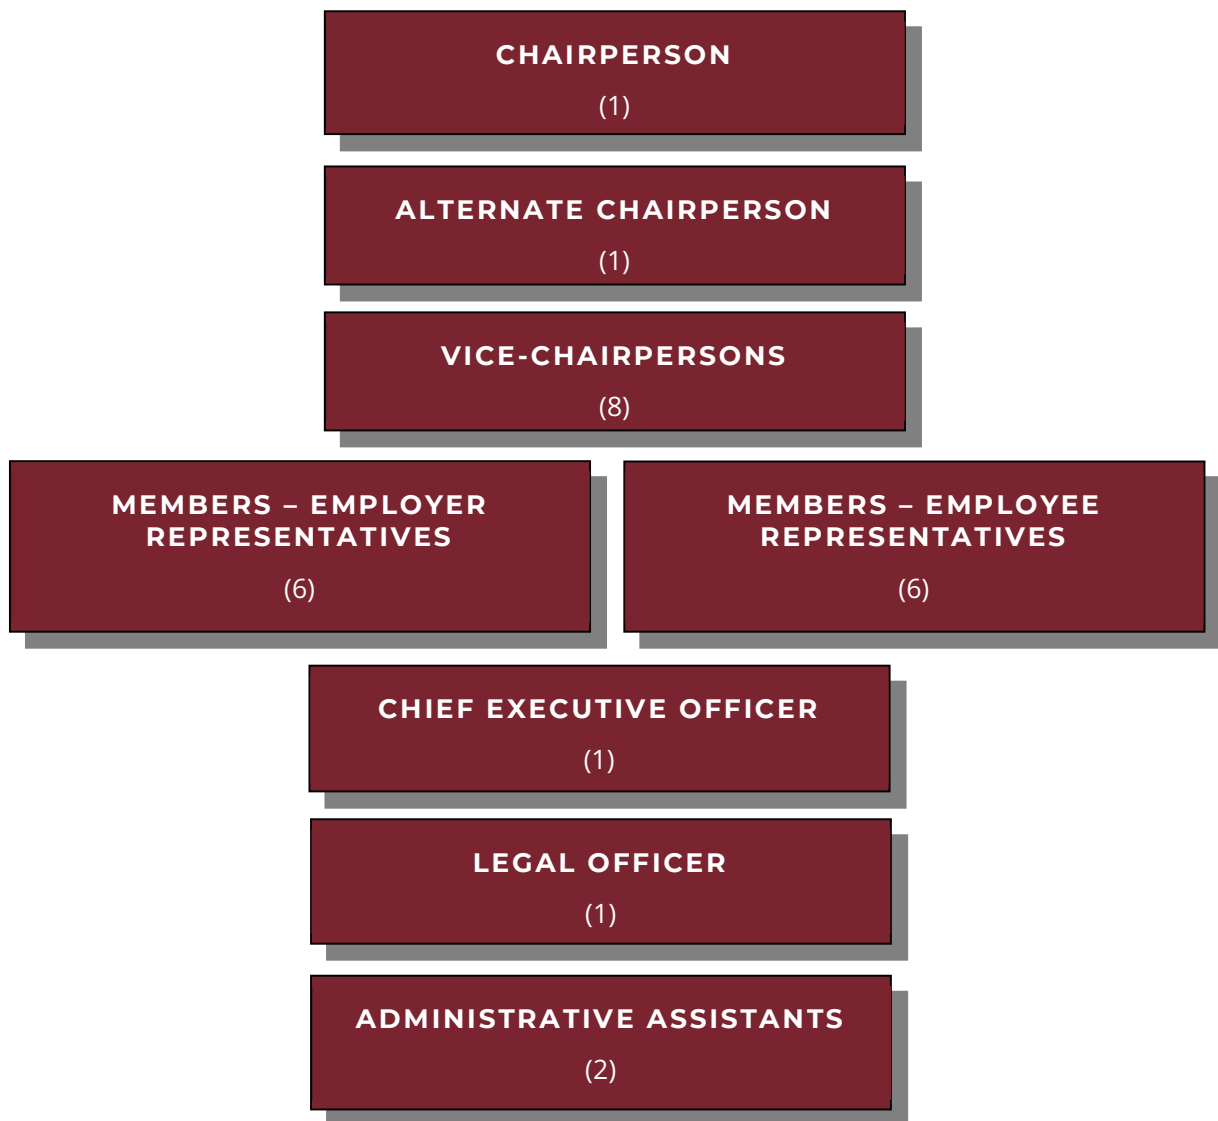 CHAIRPERSON
(1)
ALTERNATE CHAIRPERSON
(1)
VICE-CHAIRPERSONS
(8)
MEMBERS – EMPLOYER
REPRESENTATIVES
(6)
MEMBERS – EMPLOYEE
REPRESENTATIVES
(6)
CHIEF EXECUTIVE OFFICER
(1)
LEGAL OFFICER
(1)
ADMINISTRATIVE ASSISTANTS
(2)